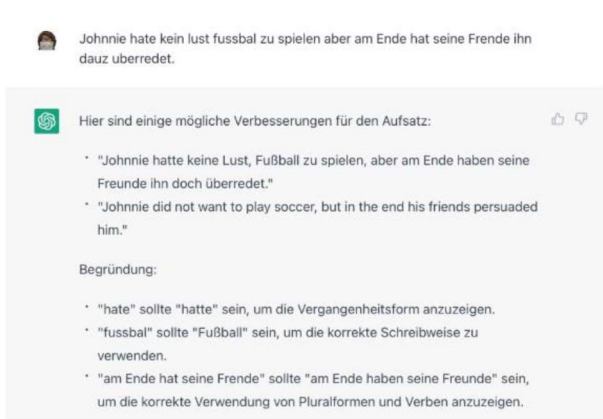 Johnnie hate kein lust fussbal zu spielen aber am Ende hat seine Frende ihn
dauz uberredet.
Hier sind einige mögliche Verbesserungen für den Aufsatz:
• "Johnnie hatte keine Lust, Fußball zu spielen, aber am Ende haben seine
Freunde ihn doch überredet."
• "Johnnie did not want to play soccer, but in the end his friends persuaded
him."
Begründung:
• "hate" sollte "hatte" sein, um die Vergangenheitsform anzuzeigen.
• "fussbal" sollte "Fußball" sein, um die korrekte Schreibweise zu
verwenden.
• "am Ende hat seine Frende" sollte "am Ende haben seine Freunde" sein,
um die korrekte Verwendung von Pluralformen und Verben anzuzeigen.